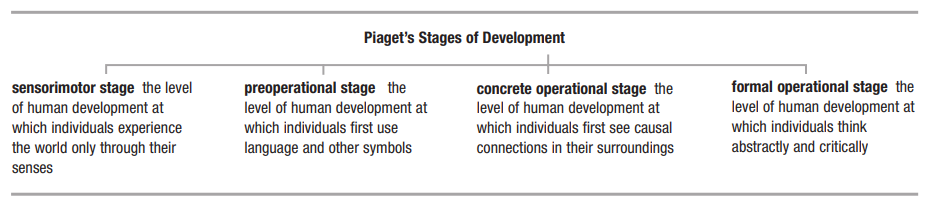 Piaget's Stages of Development
sensorimotor stage the level
of human development at
which individuals experience
the world only through their
senses
preoperational stage the
level of human development at
which individuals first use
language and other symbols
concrete operational stage the
level of human development at
which individuals first see causal
connections in their surroundings
formal operational stage the
level of human development at
which individuals think
abstractly and critically